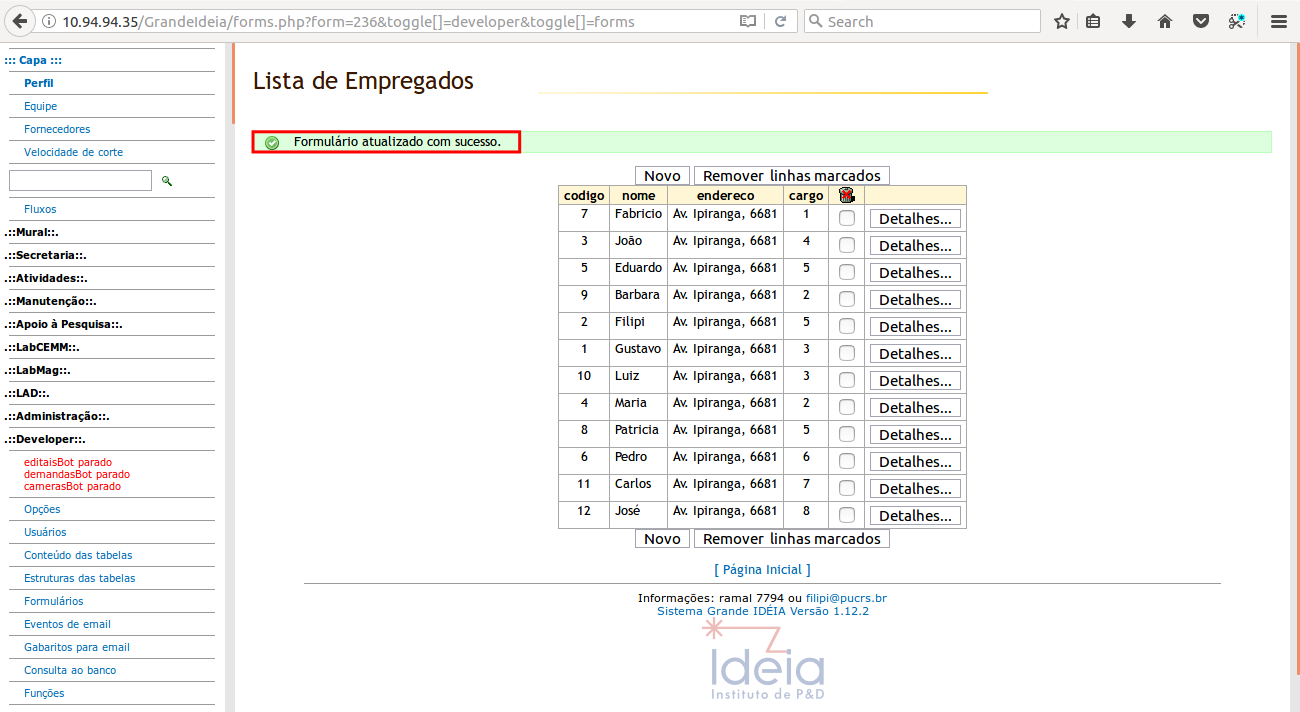 10.94.94.35/GrandeIdeia/forms.php?form=236&toggle[]=developer&toggle[]=forms
Search
::: Capa :::
Perfil
Equipe
Fornecedores
Velocidade de corte
Fluxos
.::Mural::.
.::Secretaria::.
.::Atividades::.
.::Manutenção::.
.::Apoio à Pesquisa::.
.::LabCEMM::.
.::LabMag::.
.::LAD::.
.::Administração::.
.::Developer::.
editaisBot parado
demandasBot parado
camerasBot parado
Opções
Usuários
Conteúdo das tabelas
Estruturas das tabelas
Formulários
Eventos de email
Gabaritos para email
Consulta ao banco
Funções
Lista de Empregados
Formulário atualizado com sucesso.
Novo Remover linhas marcados
codigo nome endereco cargo
7 Fabricio Av. Ipiranga, 6681 1 Detalhes...
3 João Av. Ipiranga, 6681 4 Detalhes...
5 Eduardo Av. Ipiranga, 6681 5 Detalhes...
9 Barbara Av. Ipiranga, 6681 2 Detalhes...
2 Filipi Av. Ipiranga, 6681 5 Detalhes...
1 Gustavo Av. Ipiranga, 6681 3 Detalhes...
10 Luiz Av. Ipiranga, 6681 3 Detalhes...
4 Maria Av. Ipiranga, 6681 2 Detalhes...
8 Patricia Av. Ipiranga, 6681 5 Detalhes...
6 Pedro Av. Ipiranga, 6681 6 Detalhes...
11 Carlos Av. Ipiranga, 6681 7 Detalhes...
12 José Av. Ipiranga, 6681 8 Detalhes...
Novo Remover linhas marcados
[ Página Inicial ]
Informações: ramal 7794 ou filipi@pucrs.br
Sistema Grande IDÉIA Versão 1.12.2
Ideia
Instituto de P&D